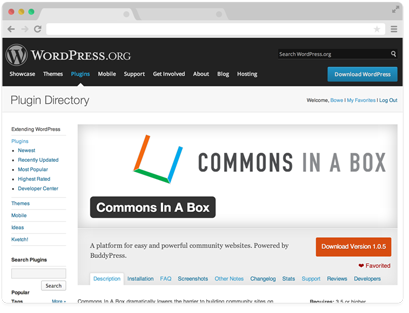 WORDPRESS.ORG
Search WordPress.org
Showcase Themes Plugins Mobile Support Get Involved About Blog Hosting
Download WordPress
Plugin Directory
Welcome, Bowe | My Favorites | Log Out
Extending WordPress
Plugins
Newest
Recently Updated
Most Popular
Highest Rated
Developer Center
Themes
Mobile
Ideas
Kvetch!
Search Plugins
Search
Popular
Tags More »
COMMONS IN A BOX
Commons In A Box
A platform for easy and powerful community websites. Powered by
BuddyPress.
Download Version 1.0.5
Favorited
Description Installation FAQ Screenshots Other Notes Changelog Stats Support Reviews Developers
Commons In A Box dramatically lowers the barrier to building community sites on
Requires: 3.5 or higher